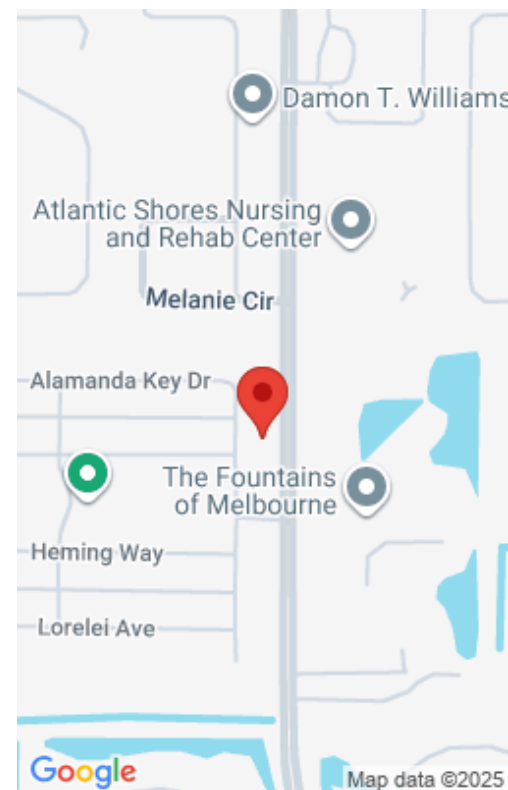 Damon T. Williams
Atlantic Shores Nursing
and Rehab Center
Melanie Cir
Alamanda Key Dr
The Fountains
of Melbourne
Heming Way
Lorelei Ave
Google
Map data ©2025